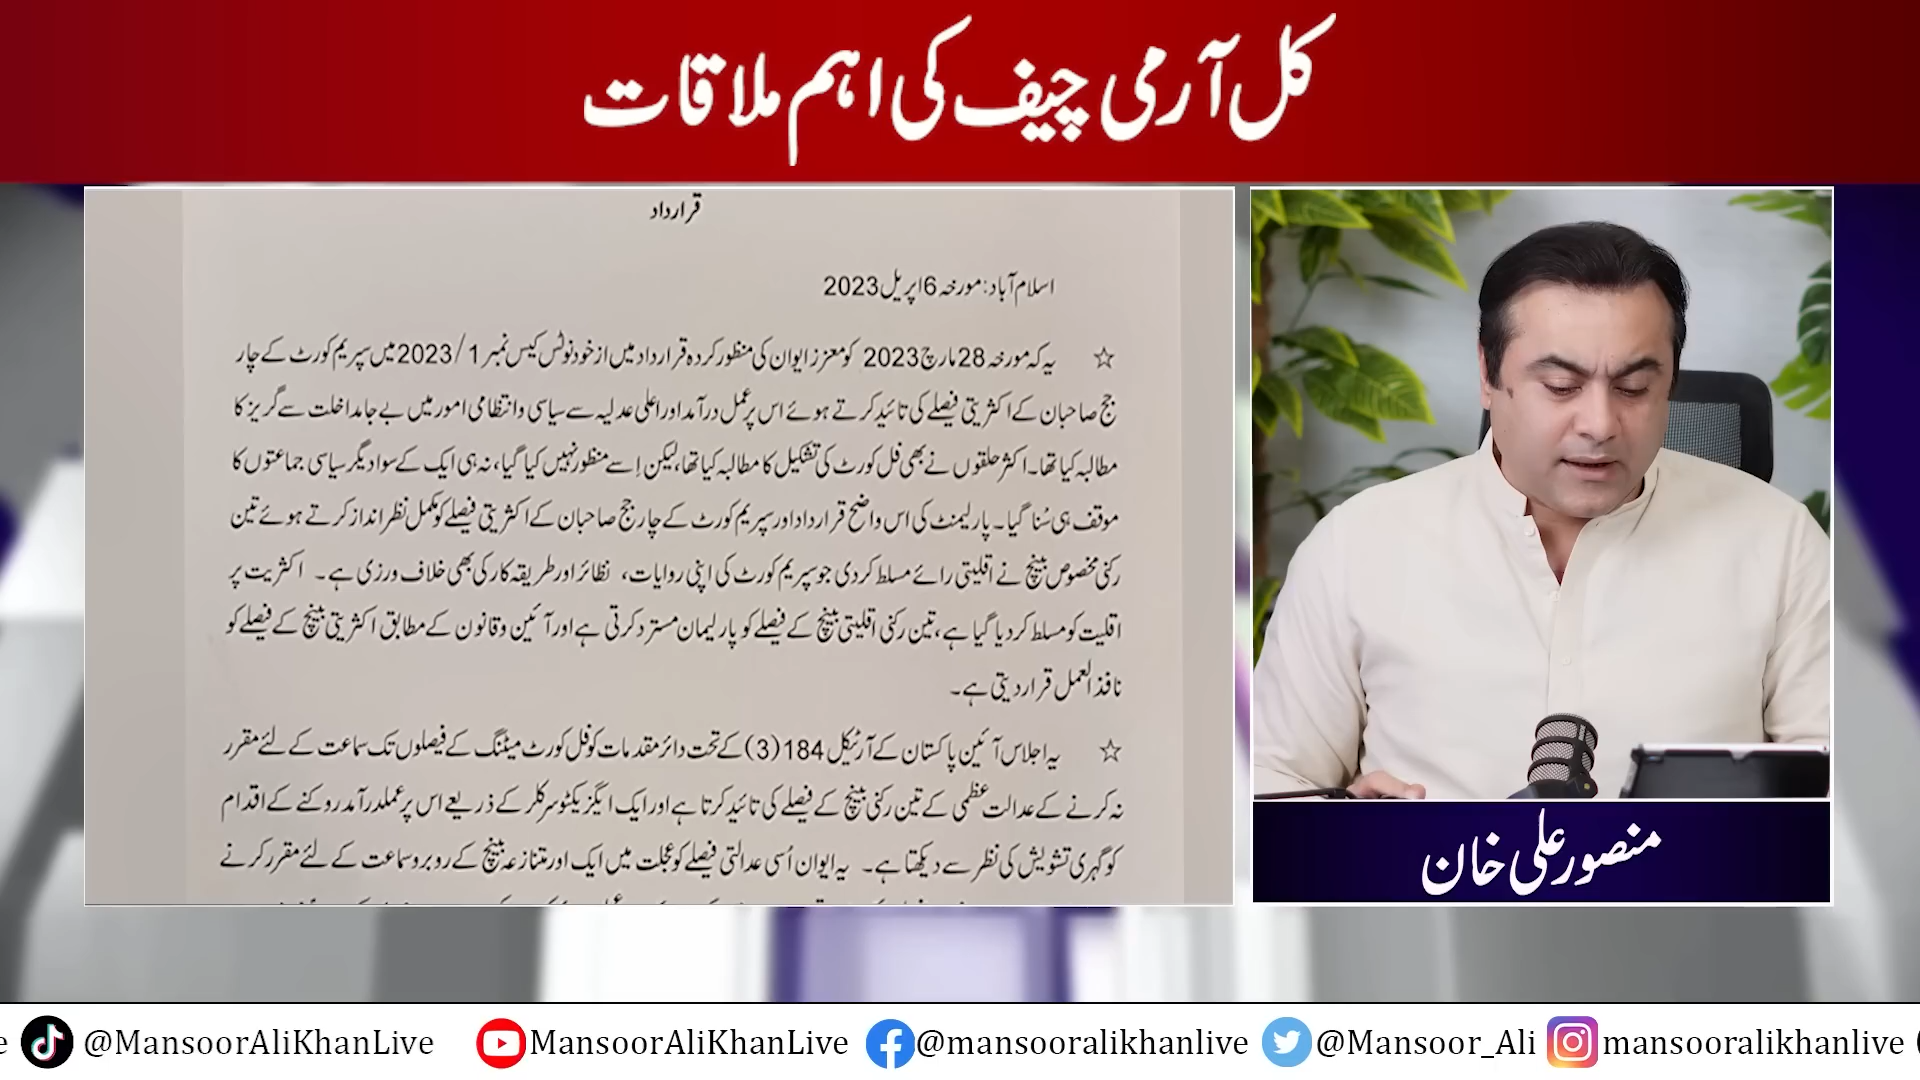 کل آرمی چیف کی اہم ملاقات
قرارداد
اسلام آباد: مورخہ 6 اپریل 2023
☆ یہ کہ مورخہ 28 مارچ 2023 کو معزز ایوان کی منظور کردہ قرارداد میں از خود نوٹس کیس نمبر 1 / 2023 میں سپریم کورٹ کے چار
جج صاحبان کے اکثریتی فیصلے کی تائید کرتے ہوئے اس پر عمل درآمد اور اعلیٰ عدلیہ سے سیاسی و انتظامی امور میں بے جا مداخلت سے گریز کا
مطالبہ کیا تھا۔ اکثر حلقوں نے بھی فل کورٹ کی تشکیل کا مطالبہ کیا تھا، لیکن اِسے منظور نہیں کیا گیا، نہ ہی ایک کے سوا دیگر سیاسی جماعتوں کا
موقف ہی سُنا گیا۔ پارلیمنٹ کی اس واضح قرارداد اور سپریم کورٹ کے چار جج صاحبان کے اکثریتی فیصلے کو مکمل نظر انداز کرتے ہوئے تین
رکنی مخصوص بینچ نے اقلیتی رائے مسلط کر دی جو سپریم کورٹ کی اپنی روایات، نظائر اور طریقہ کار کی بھی خلاف ورزی ہے۔ اکثریت پر
اقلیت کو مسلط کر دیا گیا ہے، تین رکنی اقلیتی بینچ کے فیصلے کو پارلیمان مسترد کرتی ہے اور آئین و قانون کے مطابق اکثریتی بینچ کے فیصلے کو
نافذ العمل قرار دیتی ہے۔
☆ یہ اجلاس آئین پاکستان کے آرٹیکل 184(3) کے تحت دائر مقدمات کو فل کورٹ میٹنگ کے فیصلوں تک سماعت کے لئے مقرر
نہ کرنے کے عدالت عظمیٰ کے تین رکنی بینچ کے فیصلے کی تائید کرتا ہے اور ایک ایگزیکٹو سرکلر کے ذریعے اس پر عملدرآمد روکنے کے اقدام
کو گہری تشویش کی نظر سے دیکھتا ہے۔ یہ ایوان اُسی عدالتی فیصلے کو عجلت میں ایک اور متنازعہ بینچ کے روبرو سماعت کے لئے مقرر کرنے
منصور علی خان
@MansoorAliKhanLive MansoorAliKhanLive @mansooralikhanlive @Mansoor_Ali mansooralikhanlive